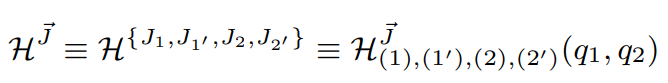 $\mathcal{H}^{\vec{J}} \equiv \mathcal{H}^{\{J_1, J_{1'}, J_2, J_{2'}\}} \equiv \mathcal{H}^{\vec{J}}_{(1),(1'),(2),(2')}(q_1, q_2)$